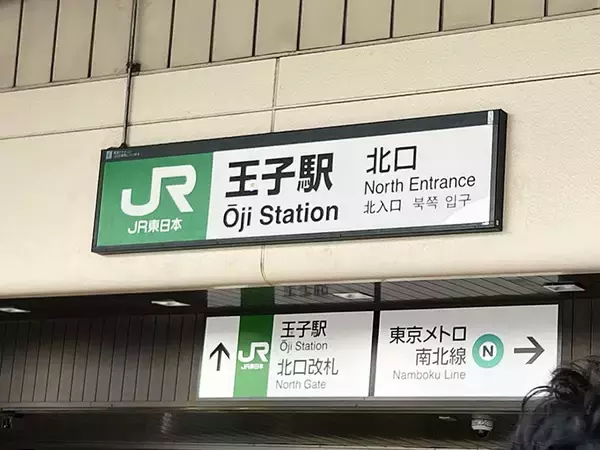 JR
JR東日本
王子駅
Ōji Station
北口
North Entrance
北入口 북쪽 입구
↑
JR
JR東日本
王子駅
Ōji Station
北口改札
North Gate
東京メトロ
南北線
Namboku Line
N
→